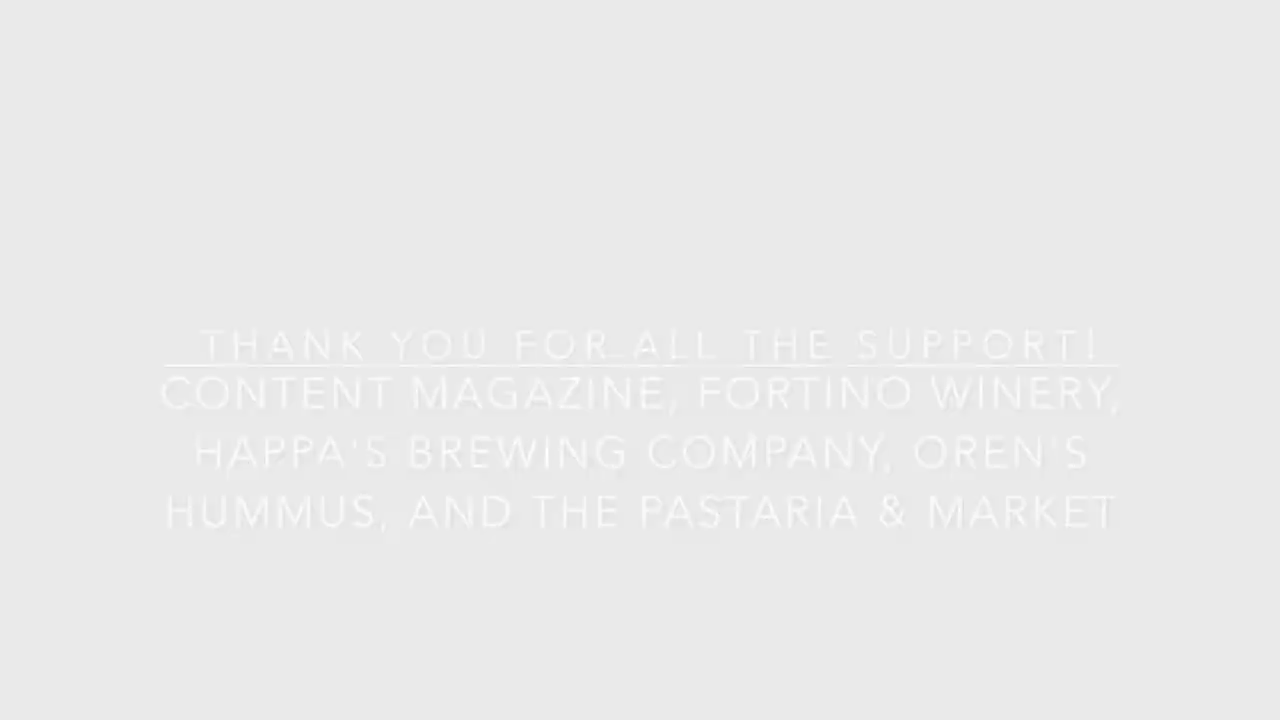 THANK YOU FOR ALL THE SUPPORT!
CONTENT MAGAZINE, FORTINO WINERY,
HAPPA'S BREWING COMPANY, OREN'S
HUMMUS, AND THE PASTARIA & MARKET